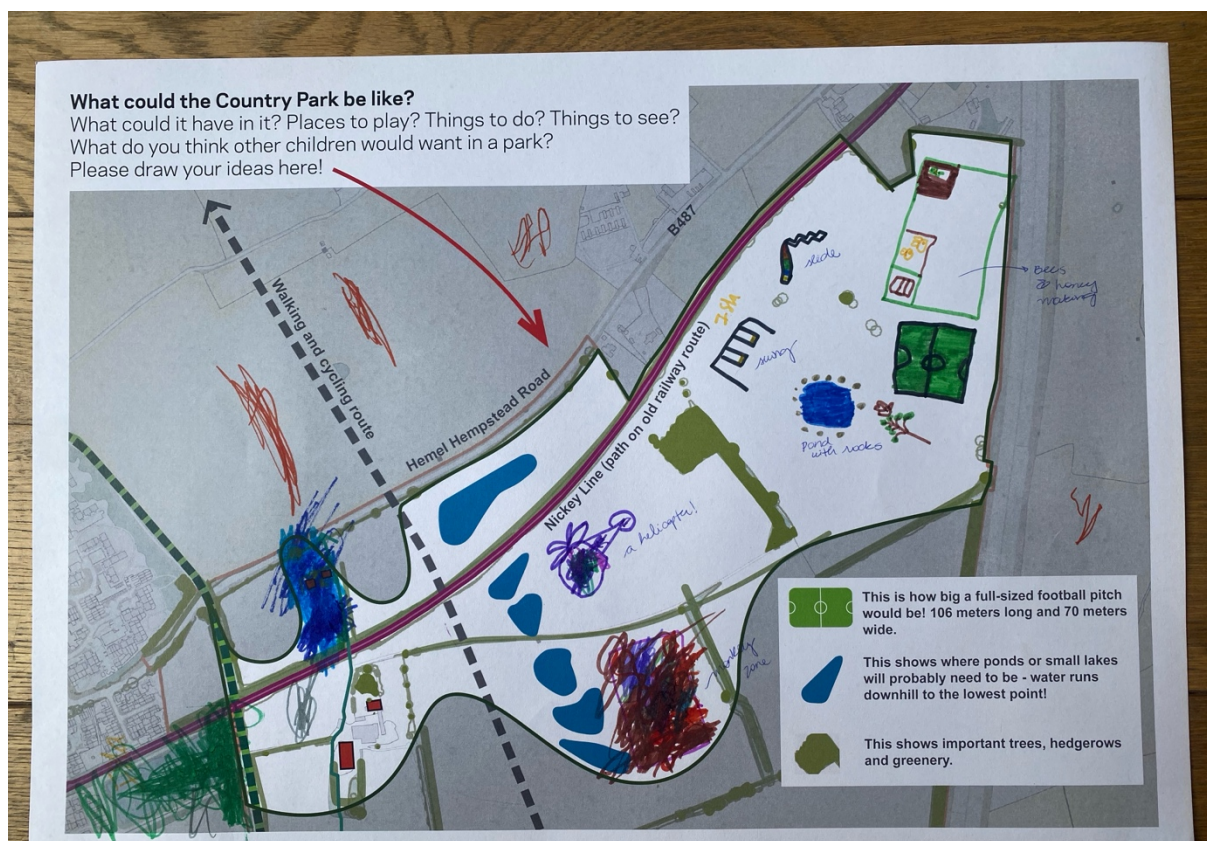 What could the Country Park be like?
What could it have in it? Places to play? Things to do? Things to see?
What do you think other children would want in a park?
Please draw your ideas here!
B487
Walking and cycling route
Hemel Hempstead Road
Nickey Line (path on old railway route)
slide
Isla
swing
Bees
honey
making
Pond
with rocks
a helicopter!
zone
This is how big a full-sized football pitch
would be! 106 meters long and 70 meters
wide.
This shows where ponds or small lakes
will probably need to be - water runs
downhill to the lowest point!
This shows important trees, hedgerows
and greenery.